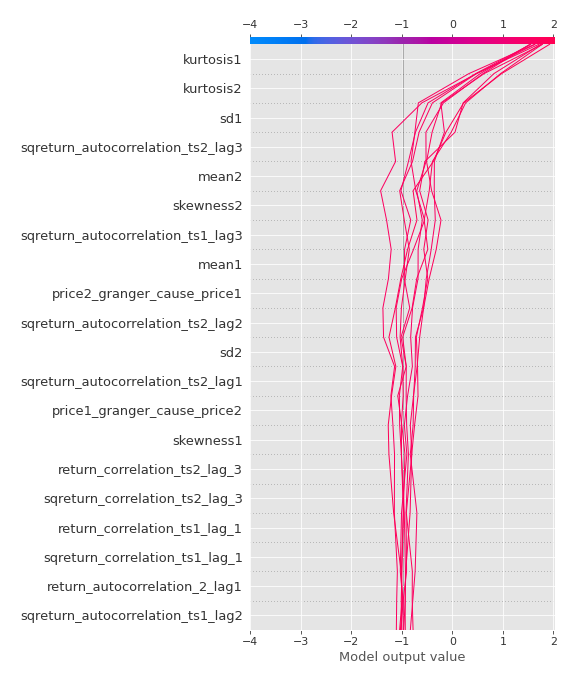 −4 −3 −2 −1 0 1 2
kurtosis1
kurtosis2
sd1
sqreturn_autocorrelation_ts2_lag3
mean2
skewness2
sqreturn_autocorrelation_ts1_lag3
mean1
price2_granger_cause_price1
sqreturn_autocorrelation_ts2_lag2
sd2
sqreturn_autocorrelation_ts2_lag1
price1_granger_cause_price2
skewness1
return_correlation_ts2_lag_3
sqreturn_correlation_ts2_lag_3
return_correlation_ts1_lag_1
sqreturn_correlation_ts1_lag_1
return_autocorrelation_2_lag1
sqreturn_autocorrelation_ts1_lag2
−4 −3 −2 −1 0 1 2
Model output value